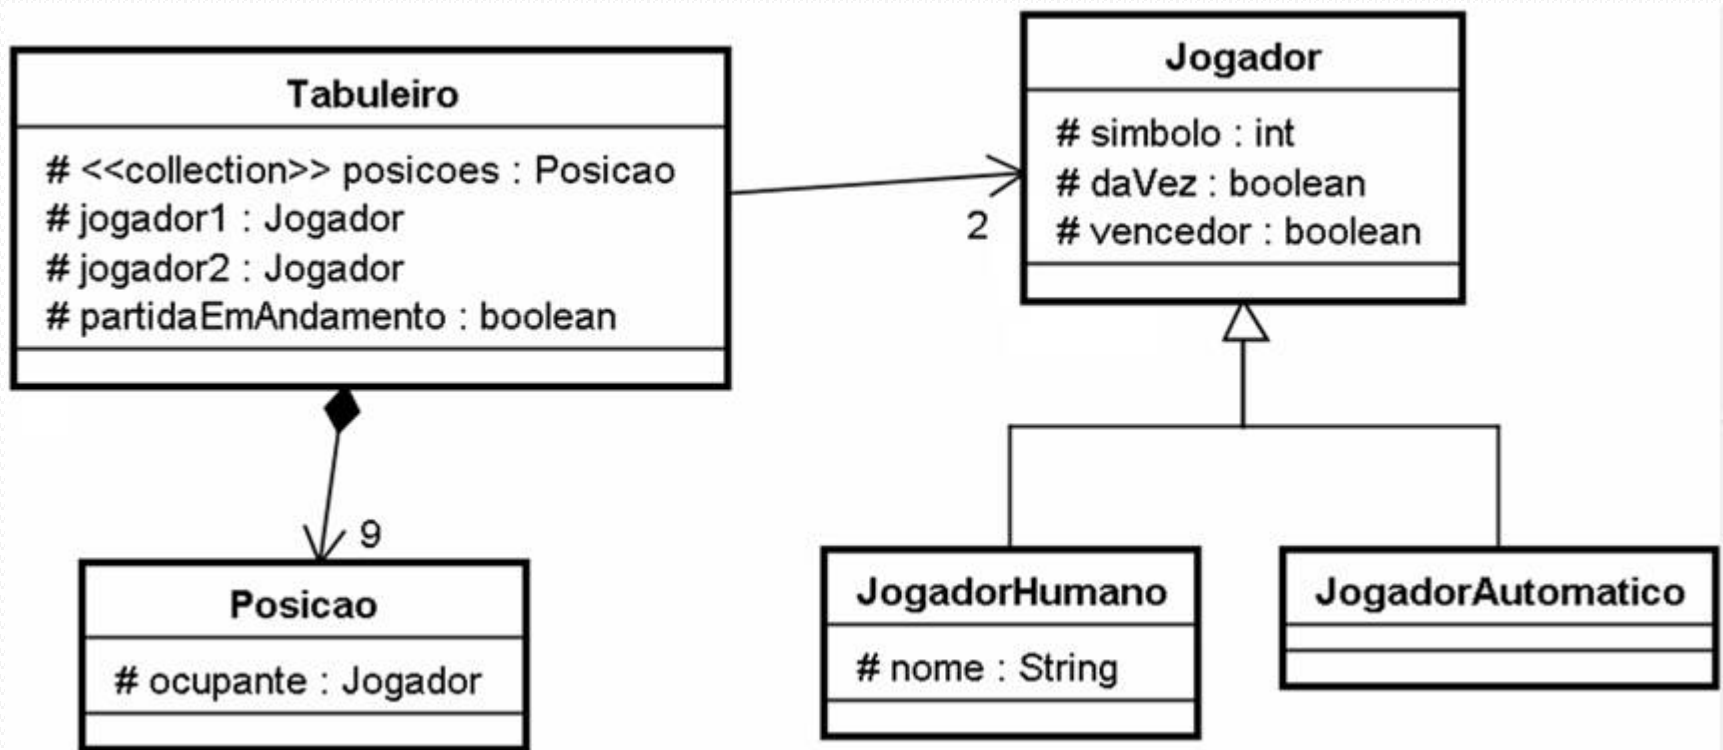 Tabuleiro
# <<collection>> posicoes : Posicao
# jogador1 : Jogador
# jogador2 : Jogador
# partidaEmAndamento : boolean
Jogador
# simbolo : int
# daVez : boolean
# vencedor : boolean
2
9
Posicao
# ocupante : Jogador
JogadorHumano
# nome : String
JogadorAutomatico